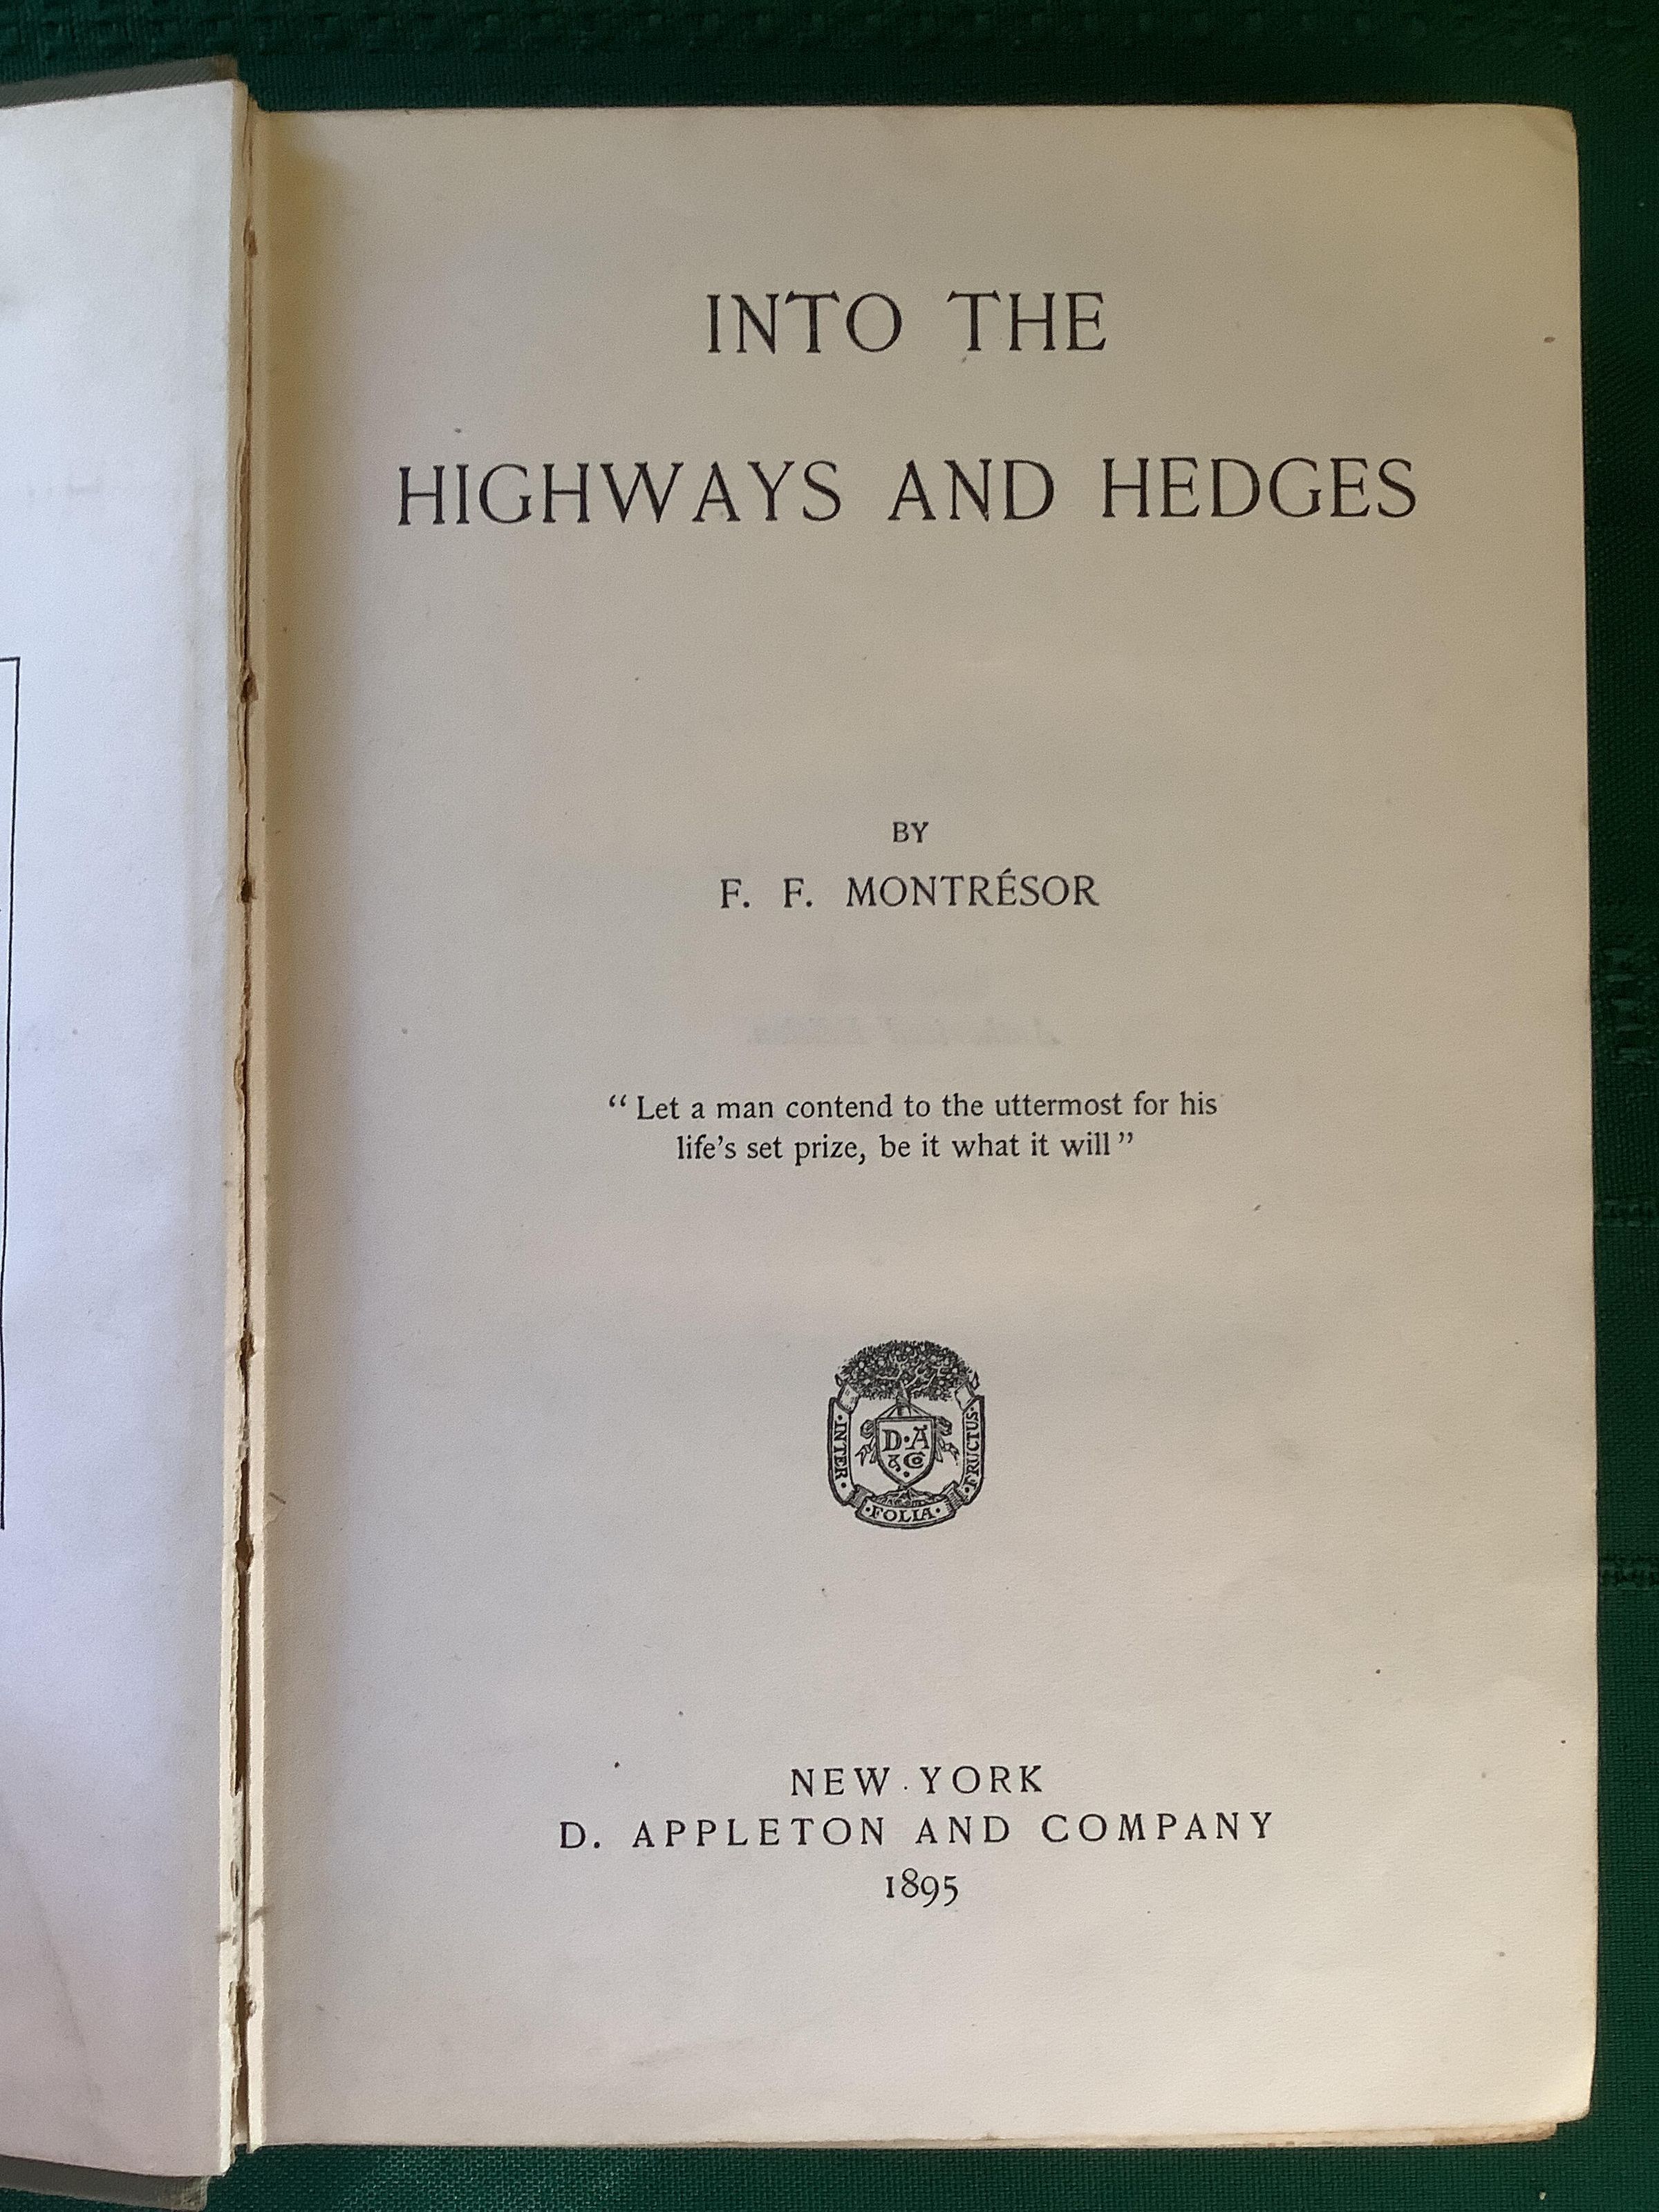 INTO THE
HIGHWAYS AND HEDGES
BY
F. F. MONTRÉSOR
“ Let a man contend to the uttermost for his
life’s set prize, be it what it will ”
D·A
& Co
·INTER·
·FOLIA·
·FRUCTUS·
NEW YORK
D. APPLETON AND COMPANY
1895